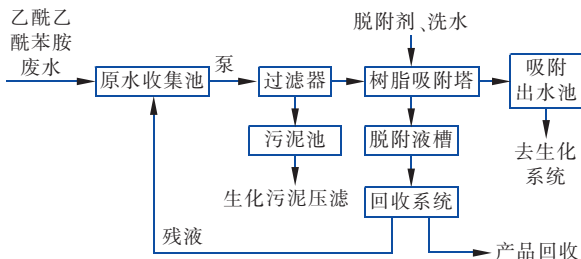 乙酰乙
酰苯胺
废水
原水收集池
泵
过滤器
脱附剂、洗水
树脂吸附塔
吸附
出水池
污泥池
脱附液槽
去生化
系统
生化污泥压滤
回收系统
残液
产品回收